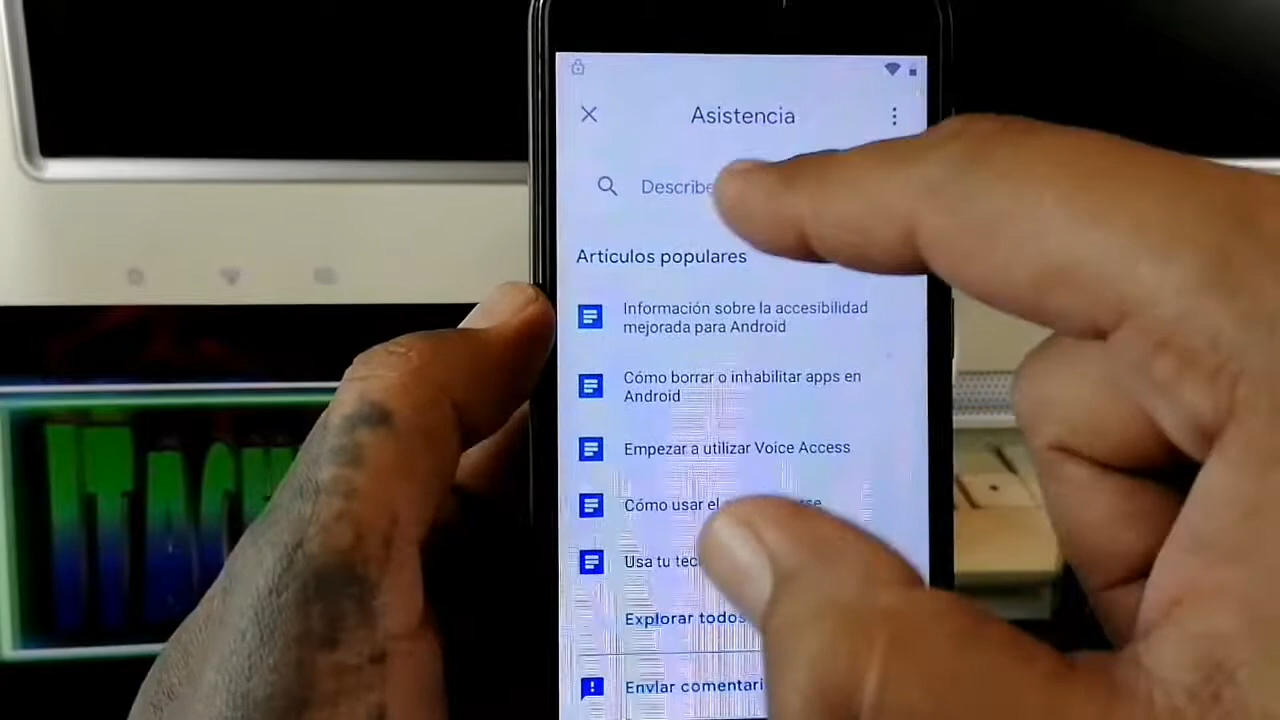 Asistencia
Describe
Artículos populares
Información sobre la accesibilidad
mejorada para Android
Cómo borrar o inhabilitar apps en
Android
Empezar a utilizar Voice Access
Cómo usar el
Usa tu
Explorar todos
Enviar